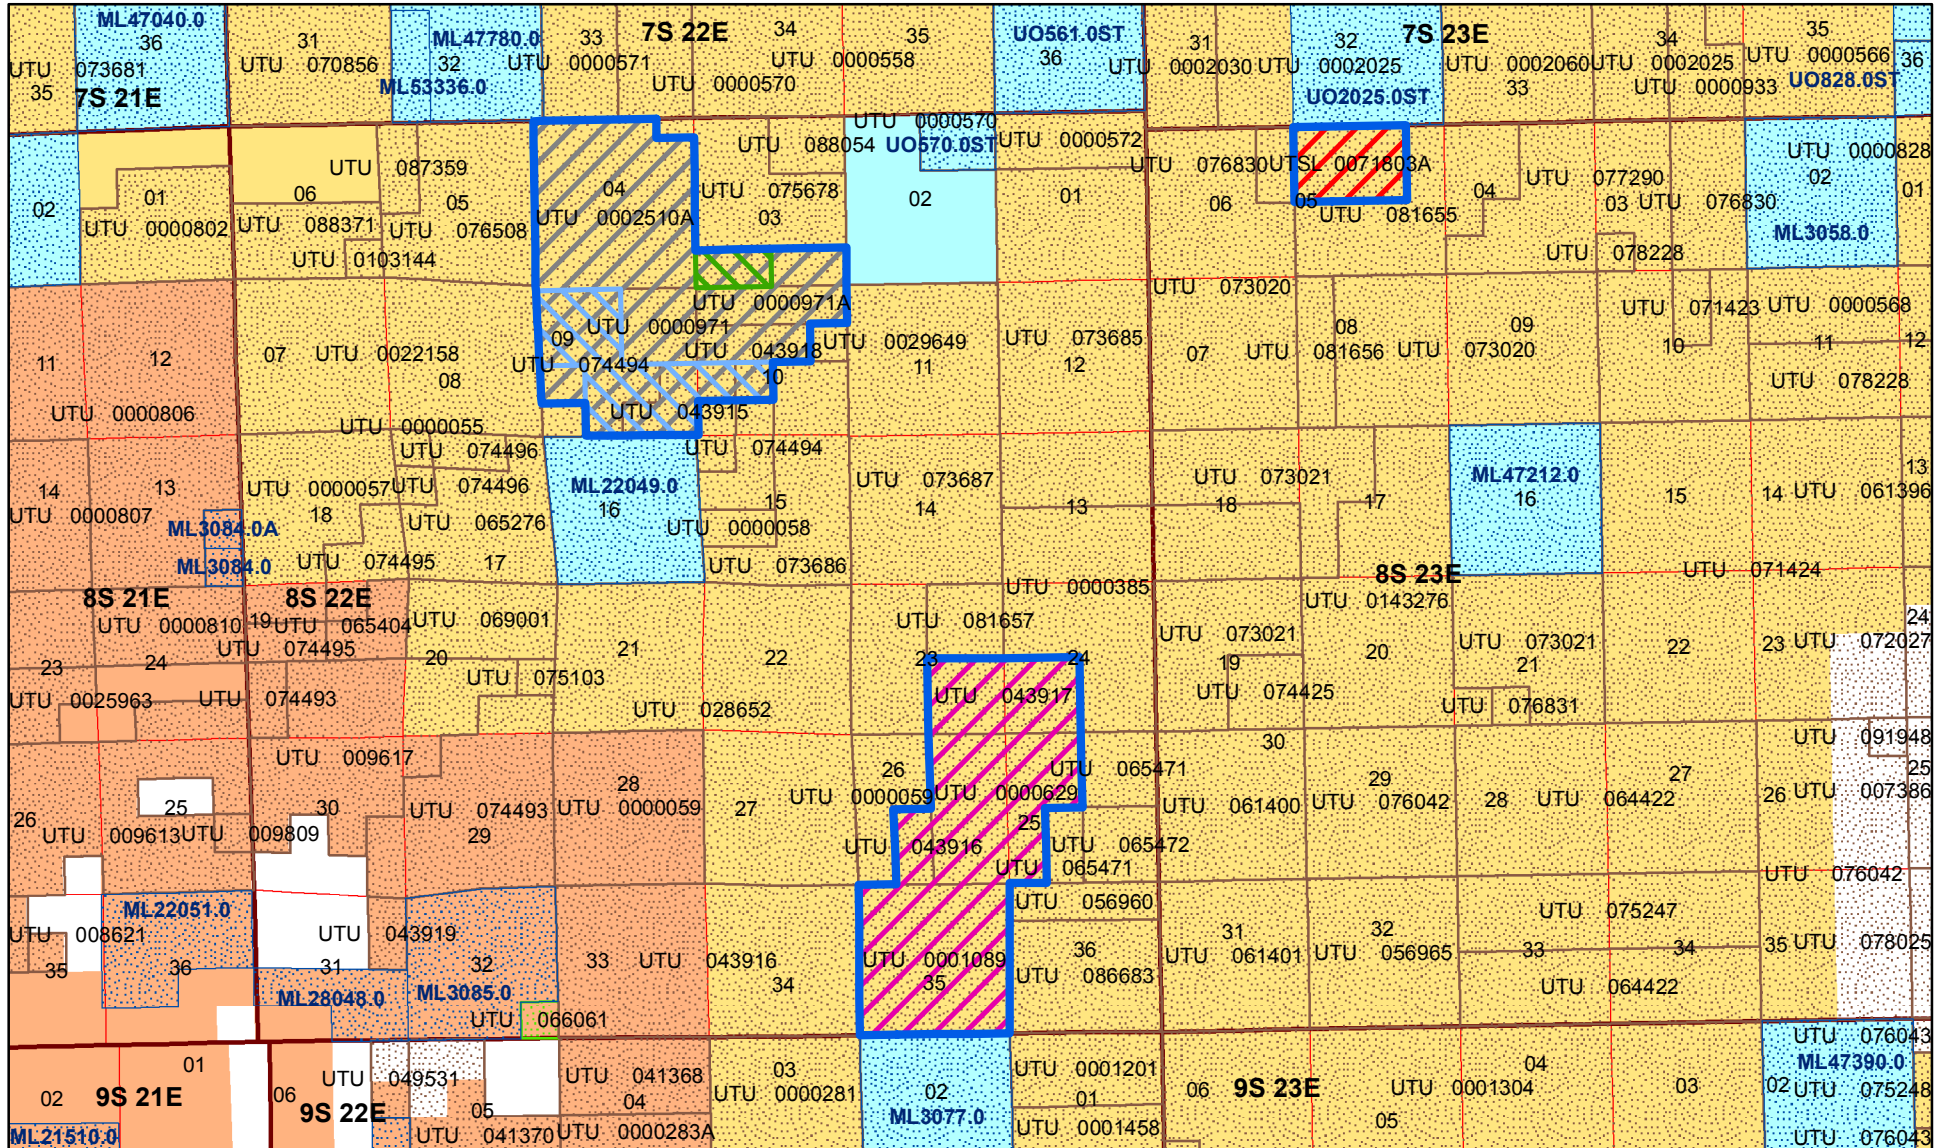 ML47040.0
36
UTU 073681
35
7S 21E
31
UTU 070856
ML47780.0
32
ML53336.0
33
UTU 0000571
7S 22E
UTU 0000570
34
UTU 0000558
35
UO561.0ST
36
31
UTU 0002030
32
UTU 0002025
UO2025.0ST
7S 23E
UTU 0002060
33
34
UTU 0002025
UTU 0000933
35
UTU 0000566
UO828.0ST
36
02
01
UTU 0000802
UTU 087359
06
05
UTU 088371
UTU 076508
UTU 0103144
04
UTU 0002510A
UTU 0000570
UTU 088054
UO570.0ST
UTU 0000572
UTU 075678
03
02
01
UTU 076830
UTSL 0071803A
06
05
UTU 081655
04
UTU 077290
03
UTU 076830
UTU 078228
UTU 0000828
02
ML3058.0
01
11
12
UTU 0000806
07
UTU 0022158
08
UTU 0000055
UTU 0000971A
UTU 0000971
09
UTU 074494
UTU 043918
10
UTU 043915
UTU 0029649
11
UTU 073685
12
UTU 073020
07
08
UTU 081656
09
UTU 073020
UTU 071423
10
UTU 0000568
11
12
UTU 078228
14
13
UTU 0000807
ML3084.0A
ML3084.0
UTU 074496
UTU 0000057
UTU 074496
18
UTU 065276
UTU 074495
17
ML22049.0
16
UTU 074494
15
UTU 0000058
UTU 073686
UTU 073687
14
13
UTU 073021
18
17
ML47212.0
16
15
14
UTU 061396
13
8S 21E
8S 22E
UTU 0000810
19
UTU 065404
UTU 074495
UTU 069001
23
24
20
UTU 075103
UTU 0025963
UTU 074493
21
22
UTU 028652
UTU 0000385
UTU 081657
23
24
UTU 043917
8S 23E
UTU 0143276
UTU 073021
19
20
UTU 074425
UTU 073021
21
UTU 076831
UTU 071424
22
23
UTU 072027
24
UTU 009617
26
25
UTU 009613
UTU 009809
30
UTU 074493
29
28
UTU 0000059
27
26
UTU 0000059
UTU 0000629
UTU 065471
25
UTU 043916
UTU 065472
UTU 065471
30
UTU 061400
29
UTU 076042
28
UTU 064422
27
26
UTU 007386
UTU 091948
25
UTU 076042
ML22051.0
UTU 008621
35
36
UTU 043919
31
ML28048.0
32
ML3085.0
UTU 066061
33
UTU 043916
34
UTU 0001089
35
UTU 056960
36
UTU 086683
31
UTU 061401
32
UTU 056965
UTU 075247
33
34
UTU 064422
35
UTU 078025
01
02
9S 21E
ML21510.0
06
UTU 049531
9S 22E
05
UTU 041370
UTU 041368
04
UTU 0000283A
03
UTU 0000281
02
ML3077.0
UTU 0001201
01
UTU 0001458
06
9S 23E
05
UTU 0001304
04
03
02
UTU 076043
ML47390.0
UTU 075248
UTU 076043